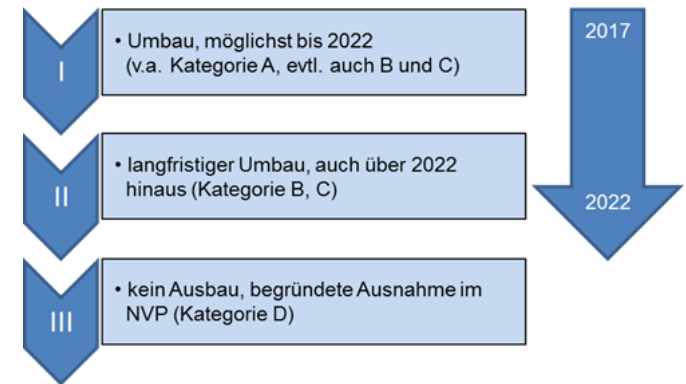 I
• Umbau, möglichst bis 2022
(v.a. Kategorie A, evtl. auch B und C)
II
• langfristiger Umbau, auch über 2022
hinaus (Kategorie B, C)
III
• kein Ausbau, begründete Ausnahme im
NVP (Kategorie D)
2017
2022